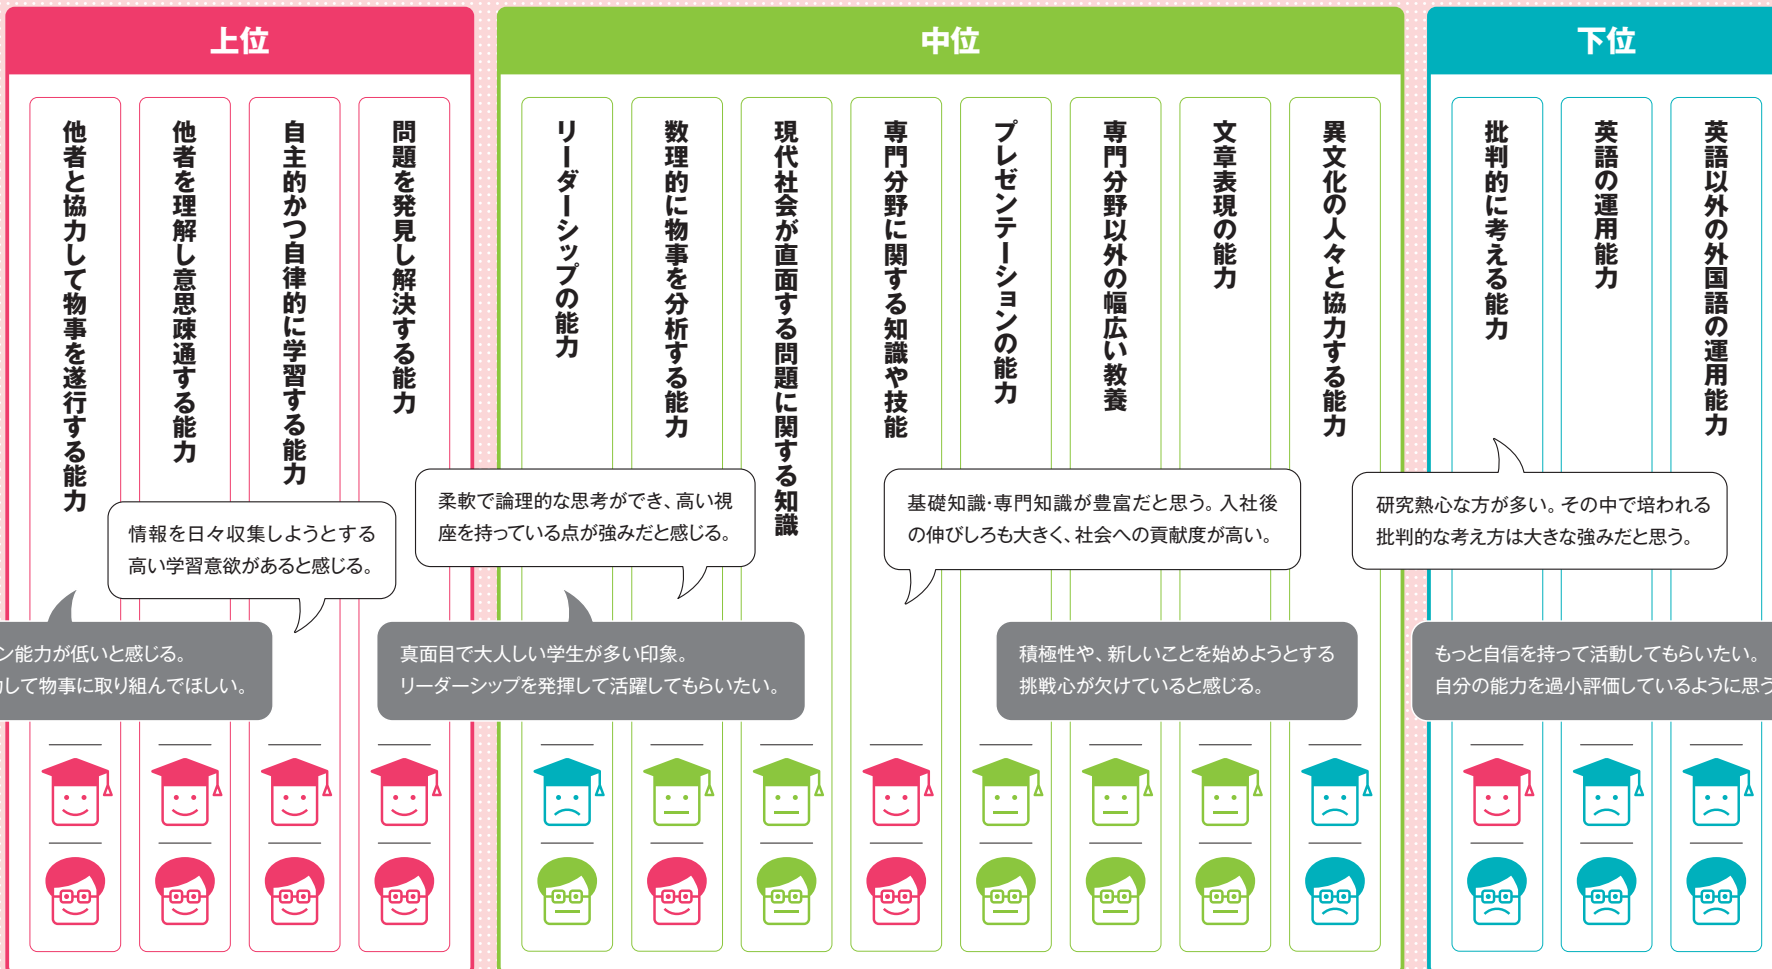 上位
他者と協力して物事を遂行する能力
他者を理解し意思疎通する能力
自主的かつ自律的に学習する能力
問題を発見し解決する能力
情報を日々収集しようとする
高い学習意欲があると感じる。
ン能力が低いと感じる。
して物事に取り組んでほしい。
中位
リーダーシップの能力
数理的に物事を分析する能力
現代社会が直面する問題に関する知識
専門分野に関する知識や技能
プレゼンテーションの能力
専門分野以外の幅広い教養
文章表現の能力
異文化の人々と協力する能力
柔軟で論理的な思考ができ、高い視
座を持っている点が強みだと感じる。
基礎知識・専門知識が豊富だと思う。入社後
の伸びしろも大きく、社会への貢献度が高い。
真面目で大人しい学生が多い印象。
リーダーシップを発揮して活躍してもらいたい。
積極性や、新しいことを始めようとする
挑戦心が欠けていると感じる。
下位
批判的に考える能力
英語の運用能力
英語以外の外国語の運用能力
研究熱心な方が多い。その中で培われる
批判的な考え方は大きな強みだと思う。
もっと自信を持って活動してもらいたい。
自分の能力を過小評価しているように思う